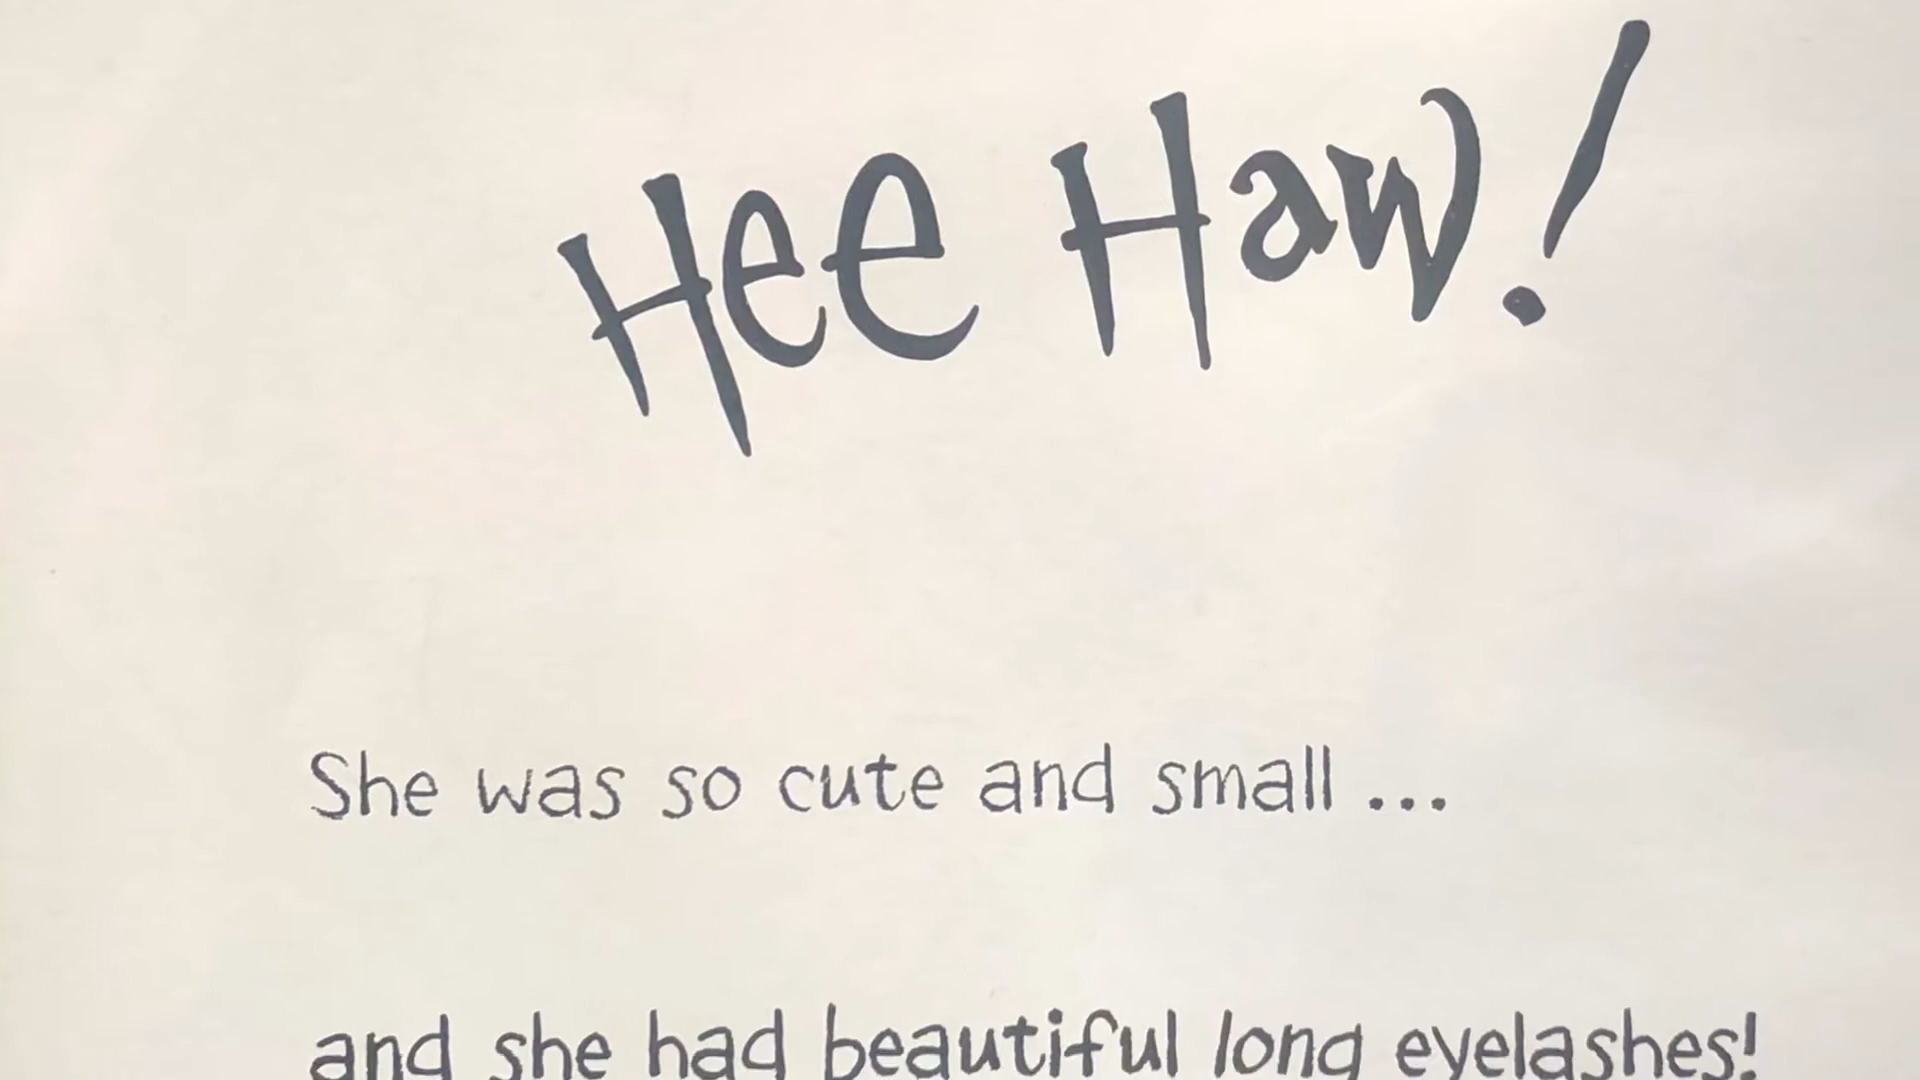 Hee Haw!
She was so cute and small ...
and she had beautiful long eyelashes!